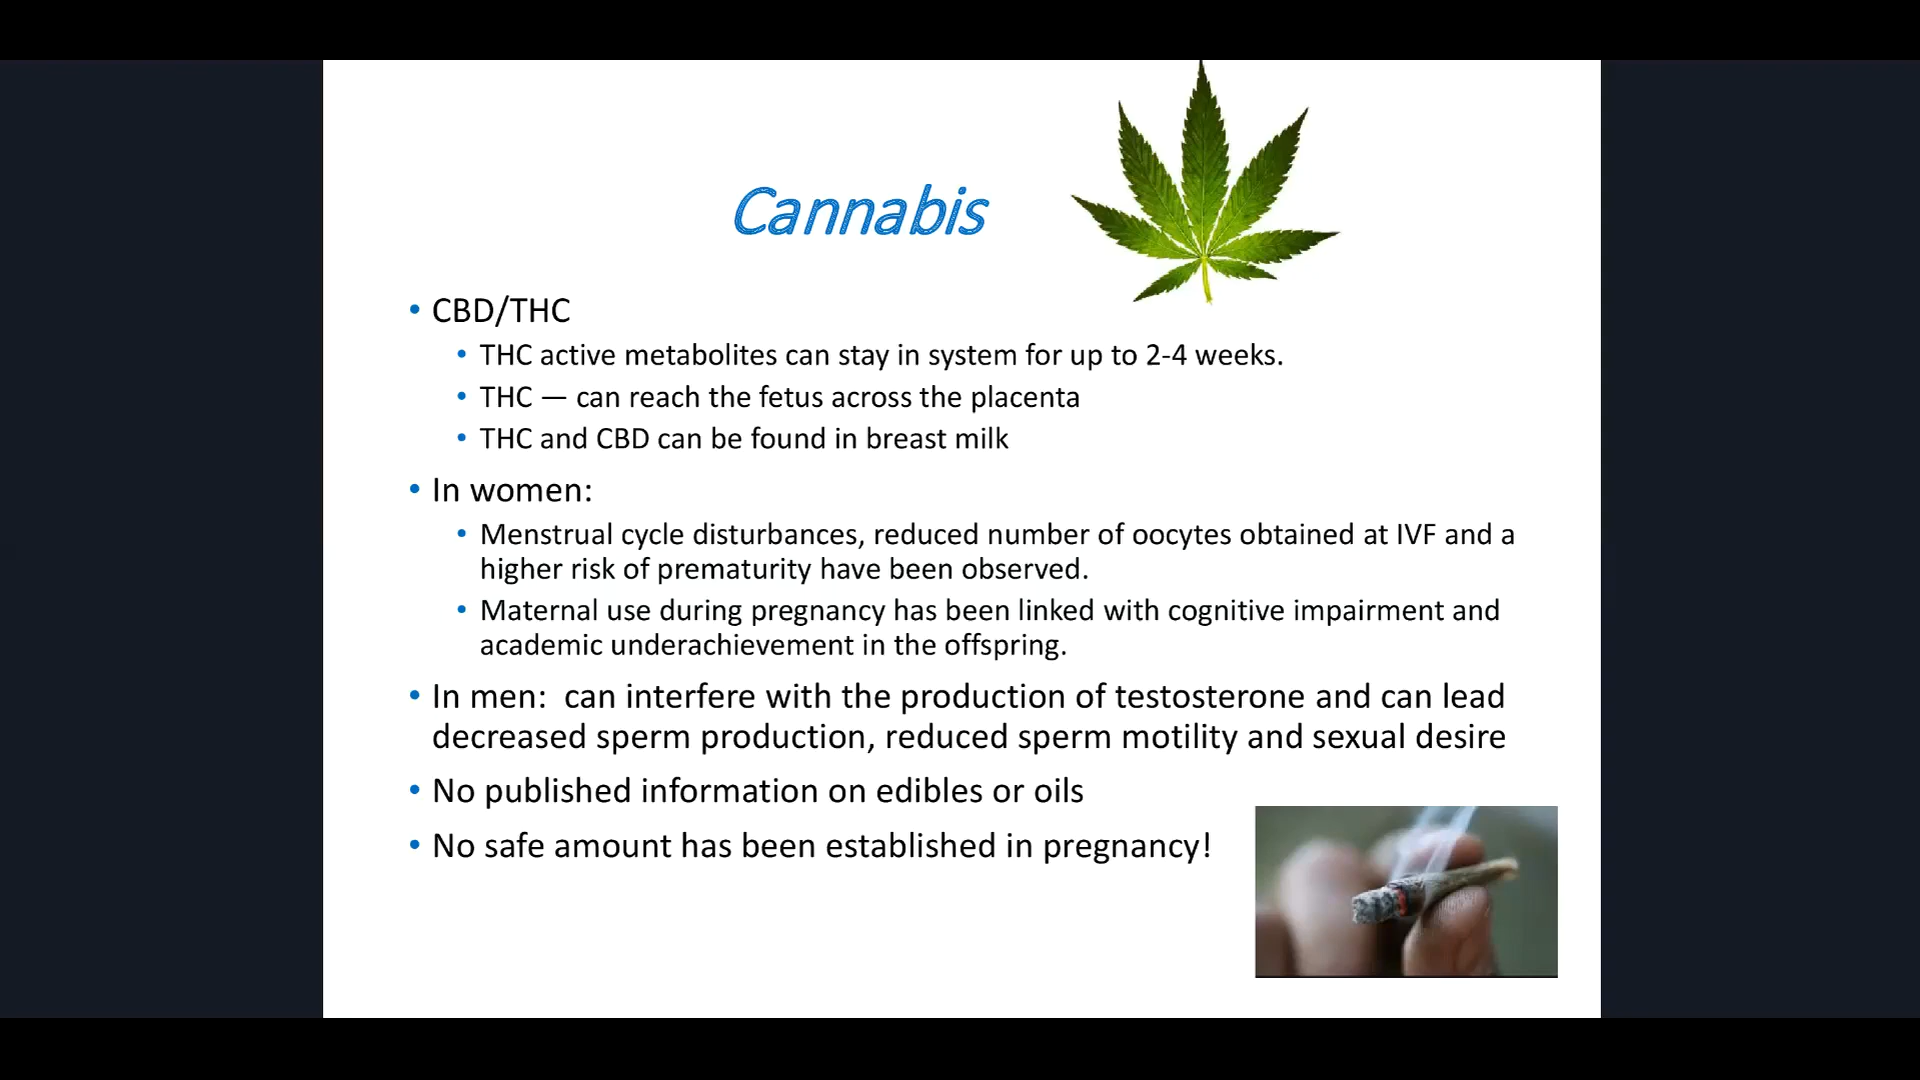 Cannabis
• CBD/THC
• THC active metabolites can stay in system for up to 2-4 weeks.
• THC — can reach the fetus across the placenta
• THC and CBD can be found in breast milk
• In women:
• Menstrual cycle disturbances, reduced number of oocytes obtained at IVF and a
higher risk of prematurity have been observed.
• Maternal use during pregnancy has been linked with cognitive impairment and
academic underachievement in the offspring.
• In men:  can interfere with the production of testosterone and can lead
decreased sperm production, reduced sperm motility and sexual desire
• No published information on edibles or oils
• No safe amount has been established in pregnancy!